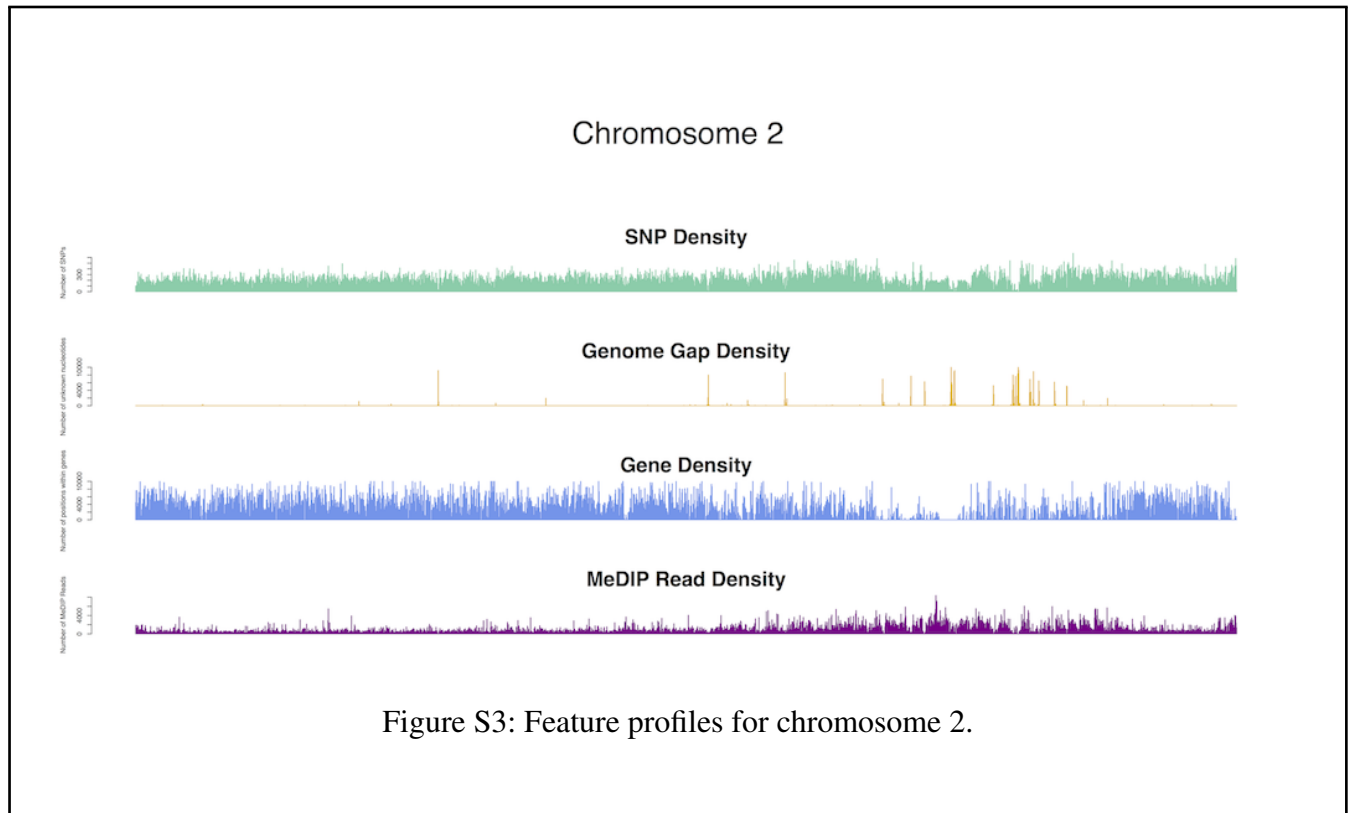 Chromosome 2
SNP Density
Number of SNPs
0
300
Genome Gap Density
Number of unknown nucleotides
0
4000
10000
Gene Density
Number of positions within genes
0
4000
10000
MeDIP Read Density
Number of MeDIP Reads
0
4000
Figure S3: Feature profiles for chromosome 2.